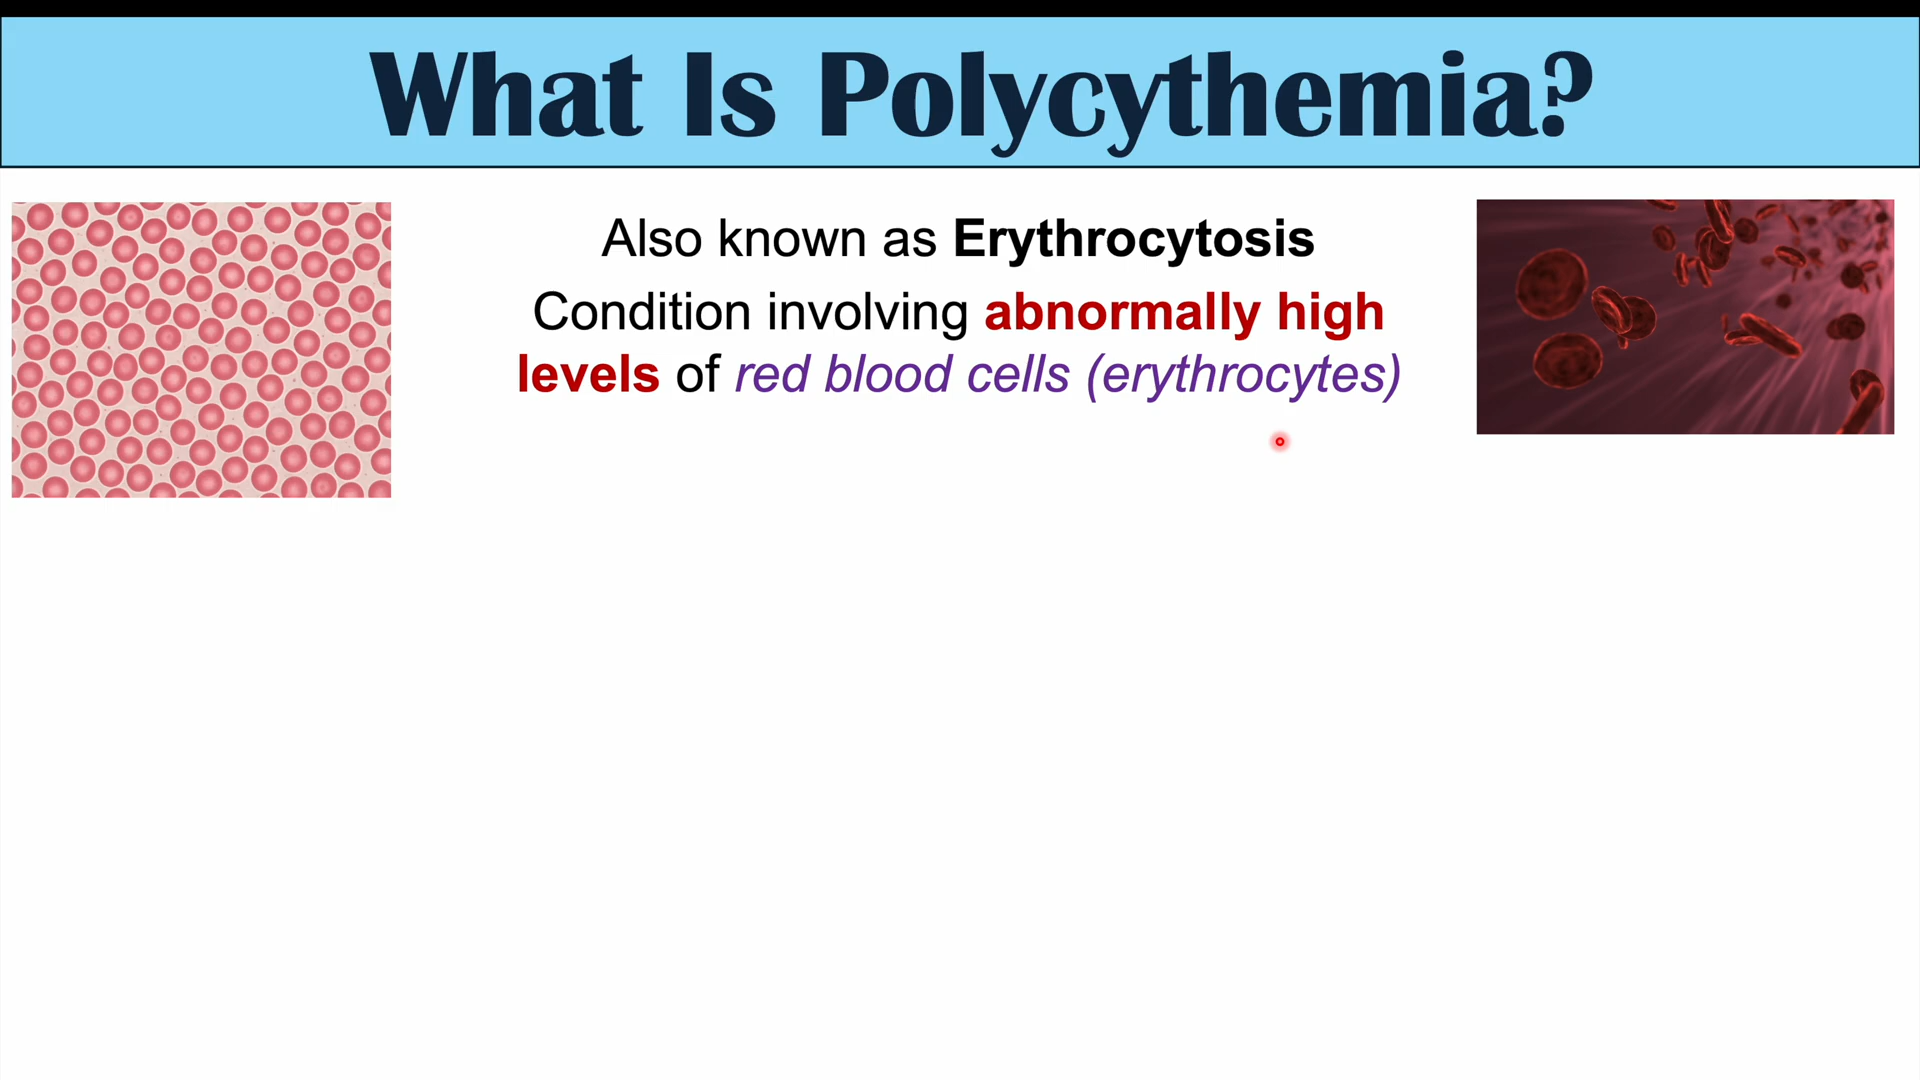 What Is Polycythemia?
Also known as Erythrocytosis
Condition involving abnormally high
levels of red blood cells (erythrocytes)